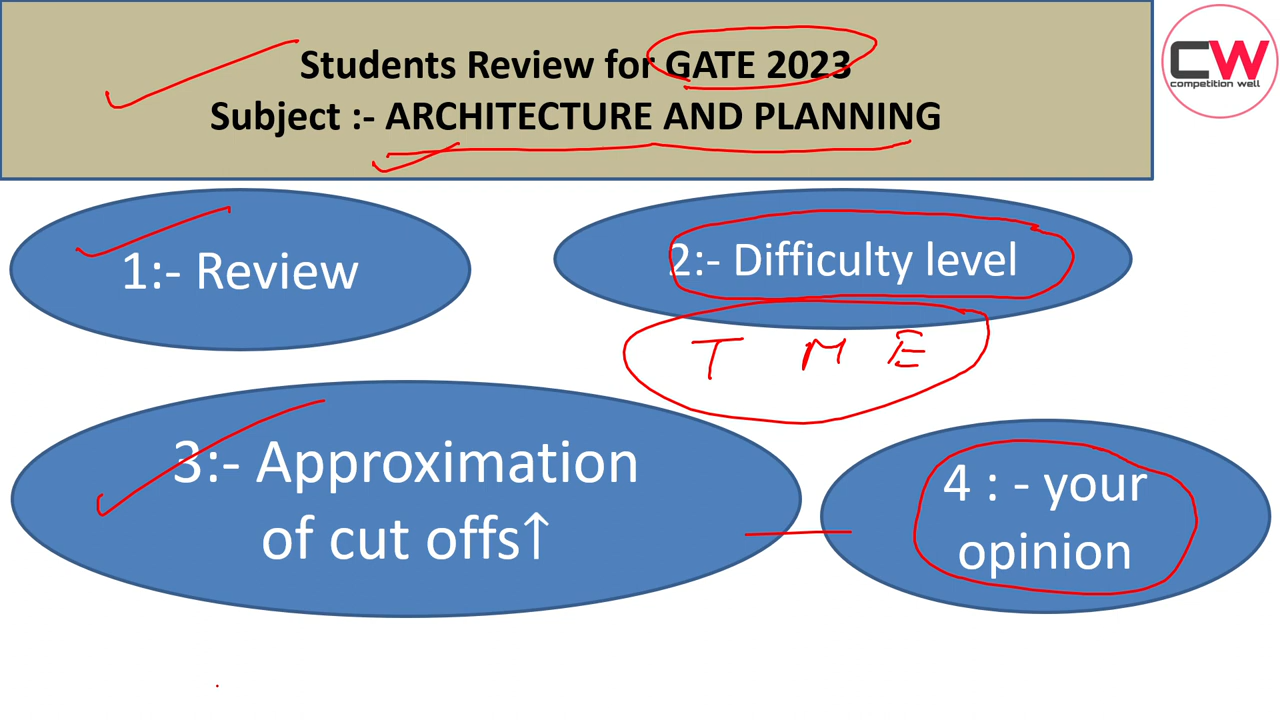 Students Review for GATE 2023
Subject :- ARCHITECTURE AND PLANNING
CW
competition well
1:- Review
2:- Difficulty level
T M E
3:- Approximation
of cut offs↑
4 : - your
opinion